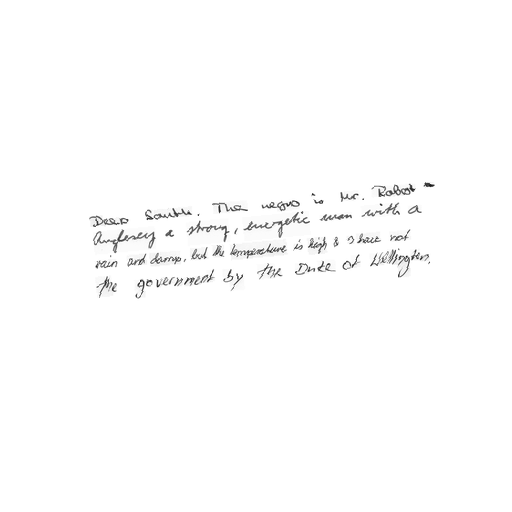 Deep South. The negro is Mr. Robot -
Anglesey a strong, energetic man with a
rain and damp, but the temperature is high & I have not
the government by the Duke of Wellington.